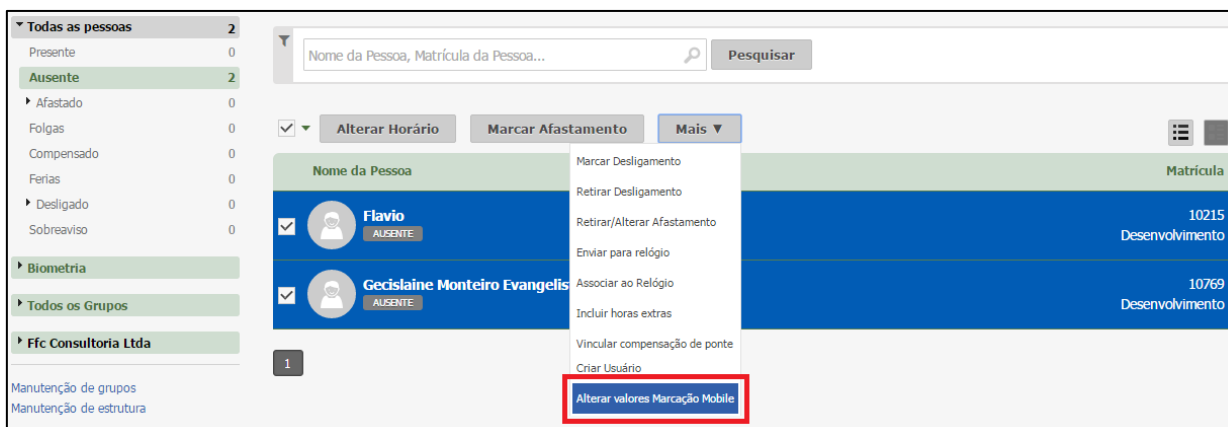 Todas as pessoas 2
Presente 0
Ausente 2
Afastado 0
Folgas 0
Compensado 0
Ferias 0
Desligado 0
Sobreaviso 0
Biometria
Todos os Grupos
Ffc Consultoria Ltda
Manutenção de grupos
Manutenção de estrutura
Nome da Pessoa, Matrícula da Pessoa...
Pesquisar
Alterar Horário
Marcar Afastamento
Mais ▼
Marcar Desligamento
Retirar Desligamento
Retirar/Alterar Afastamento
Enviar para relógio
Associar ao Relógio
Incluir horas extras
Vincular compensação de ponte
Criar Usuário
Alterar valores Marcação Mobile
Nome da Pessoa
Matrícula
Flavio
AUSENTE
10215
Desenvolvimento
Gecislaine Monteiro Evangelis
AUSENTE
10769
Desenvolvimento
1